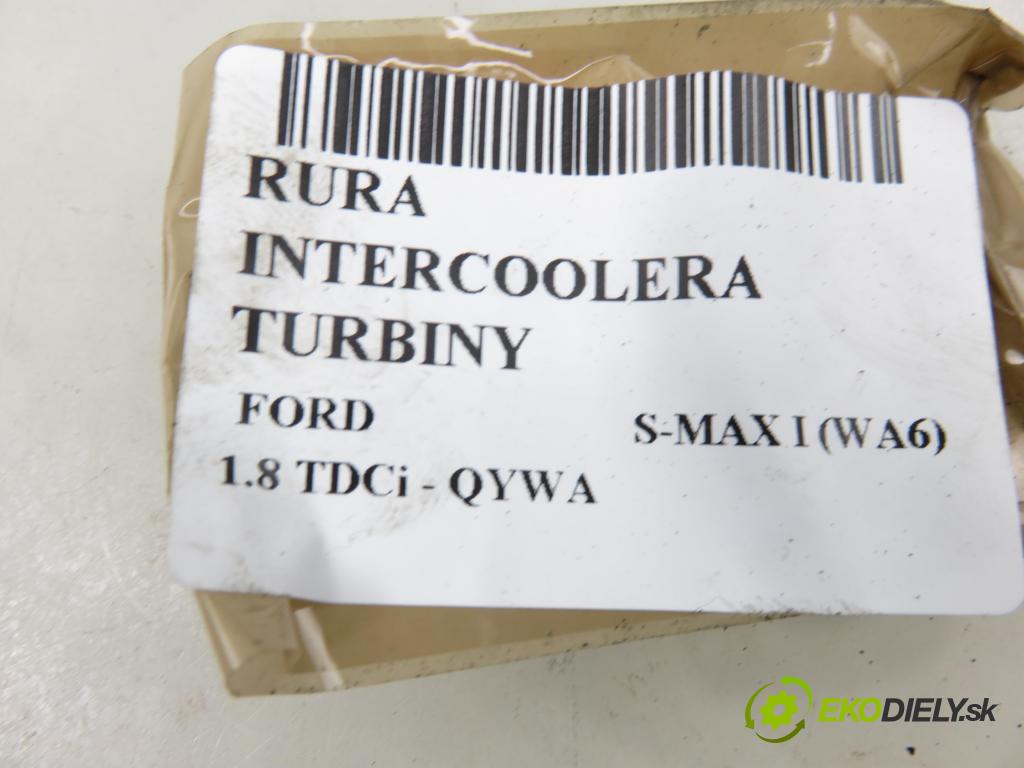 RURA
INTERCOOLERA
TURBINY
FORD S-MAX I (WA6)
1.8 TDCi - QYWA
EKODIELY.sk